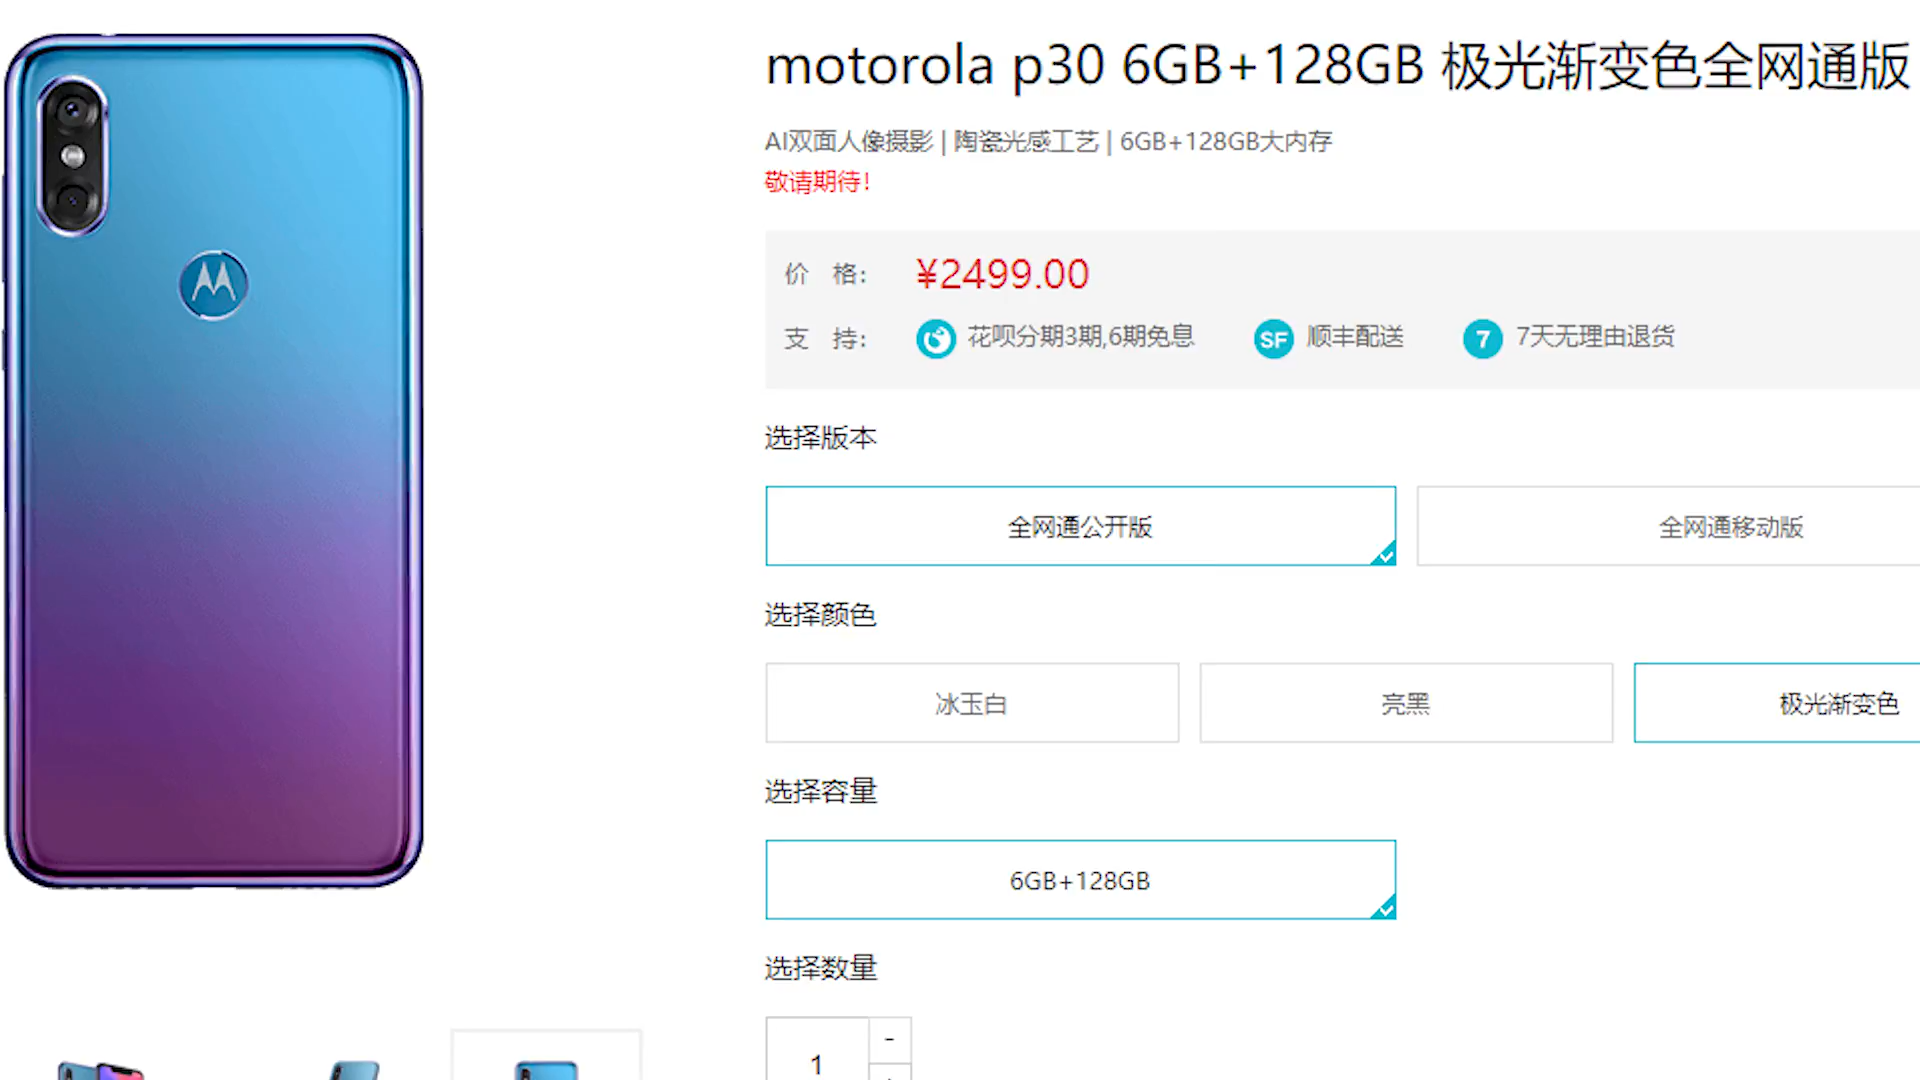 motorola p30 6GB+128GB 极光渐变色全网通版
AI双面人像摄影 | 陶瓷光感工艺 | 6GB+128GB大内存
敬请期待!
价 格: ¥2499.00
支 持: 花呗分期3期,6期免息 SF 顺丰配送 7 7天无理由退货
选择版本
全网通公开版 全网通移动版
选择颜色
冰玉白 亮黑 极光渐变色
选择容量
6GB+128GB
选择数量
1 -